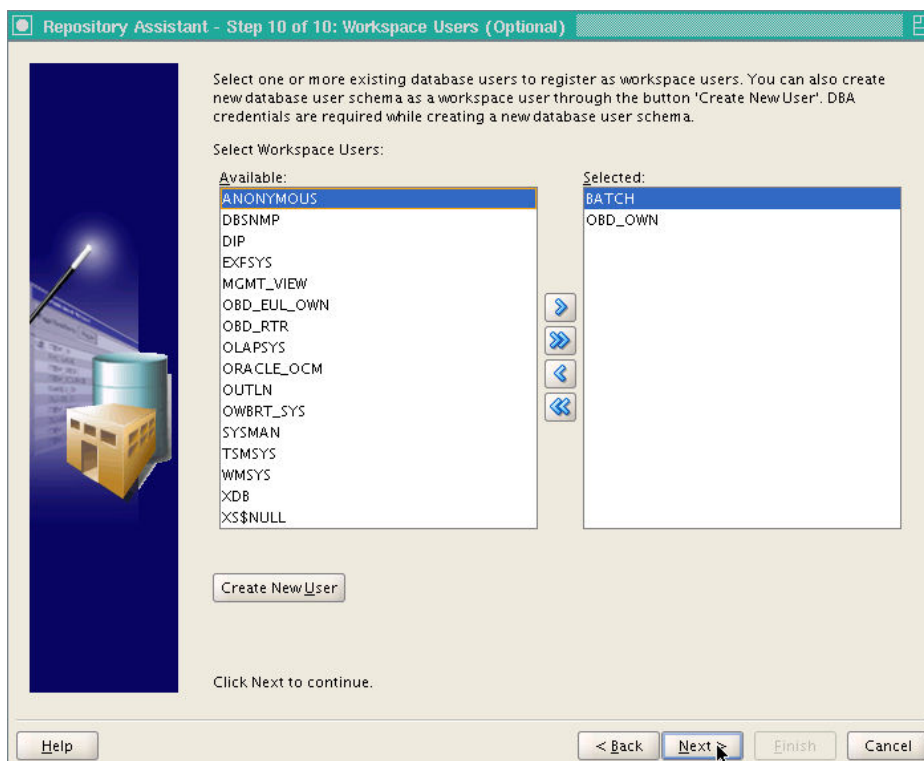 Repository Assistant - Step 10 of 10: Workspace Users (Optional)
Select one or more existing database users to register as workspace users. You can also create
new database user schema as a workspace user through the button 'Create New User'. DBA
credentials are required while creating a new database user schema.
Select Workspace Users:
Available:
ANONYMOUS
DBSNMP
DIP
EXFSYS
MGMT_VIEW
OBD_EUL_OWN
OBD_RTR
OLAPSYS
ORACLE_OCM
OUTLN
OWBRT_SYS
SYSMAN
TSMSYS
WMSYS
XDB
XS$NULL
Selected:
BATCH
OBD_OWN
Create New User
Click Next to continue.
Help
< Back
Next >
Finish
Cancel